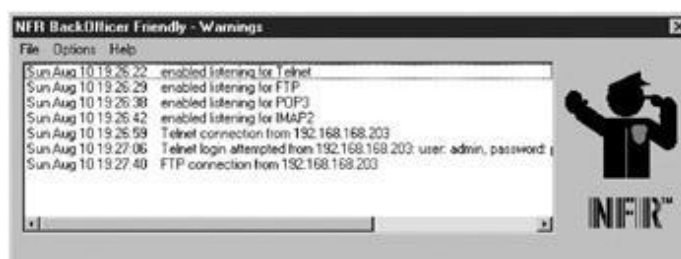 NFR BackOfficer Friendly - Warnings
File Options Help
Sun Aug 10 19:26:22 enabled listening for Telnet
Sun Aug 10 19:26:29 enabled listening for FTP
Sun Aug 10 19:26:38 enabled listening for POP3
Sun Aug 10 19:26:42 enabled listening for IMAP2
Sun Aug 10 19:26:59 Telnet connection from 192.168.168.203
Sun Aug 10 19:27:06 Telnet login attempted from 192.168.168.203: user: admin, password: p
Sun Aug 10 19:27:40 FTP connection from 192.168.168.203
NFR™